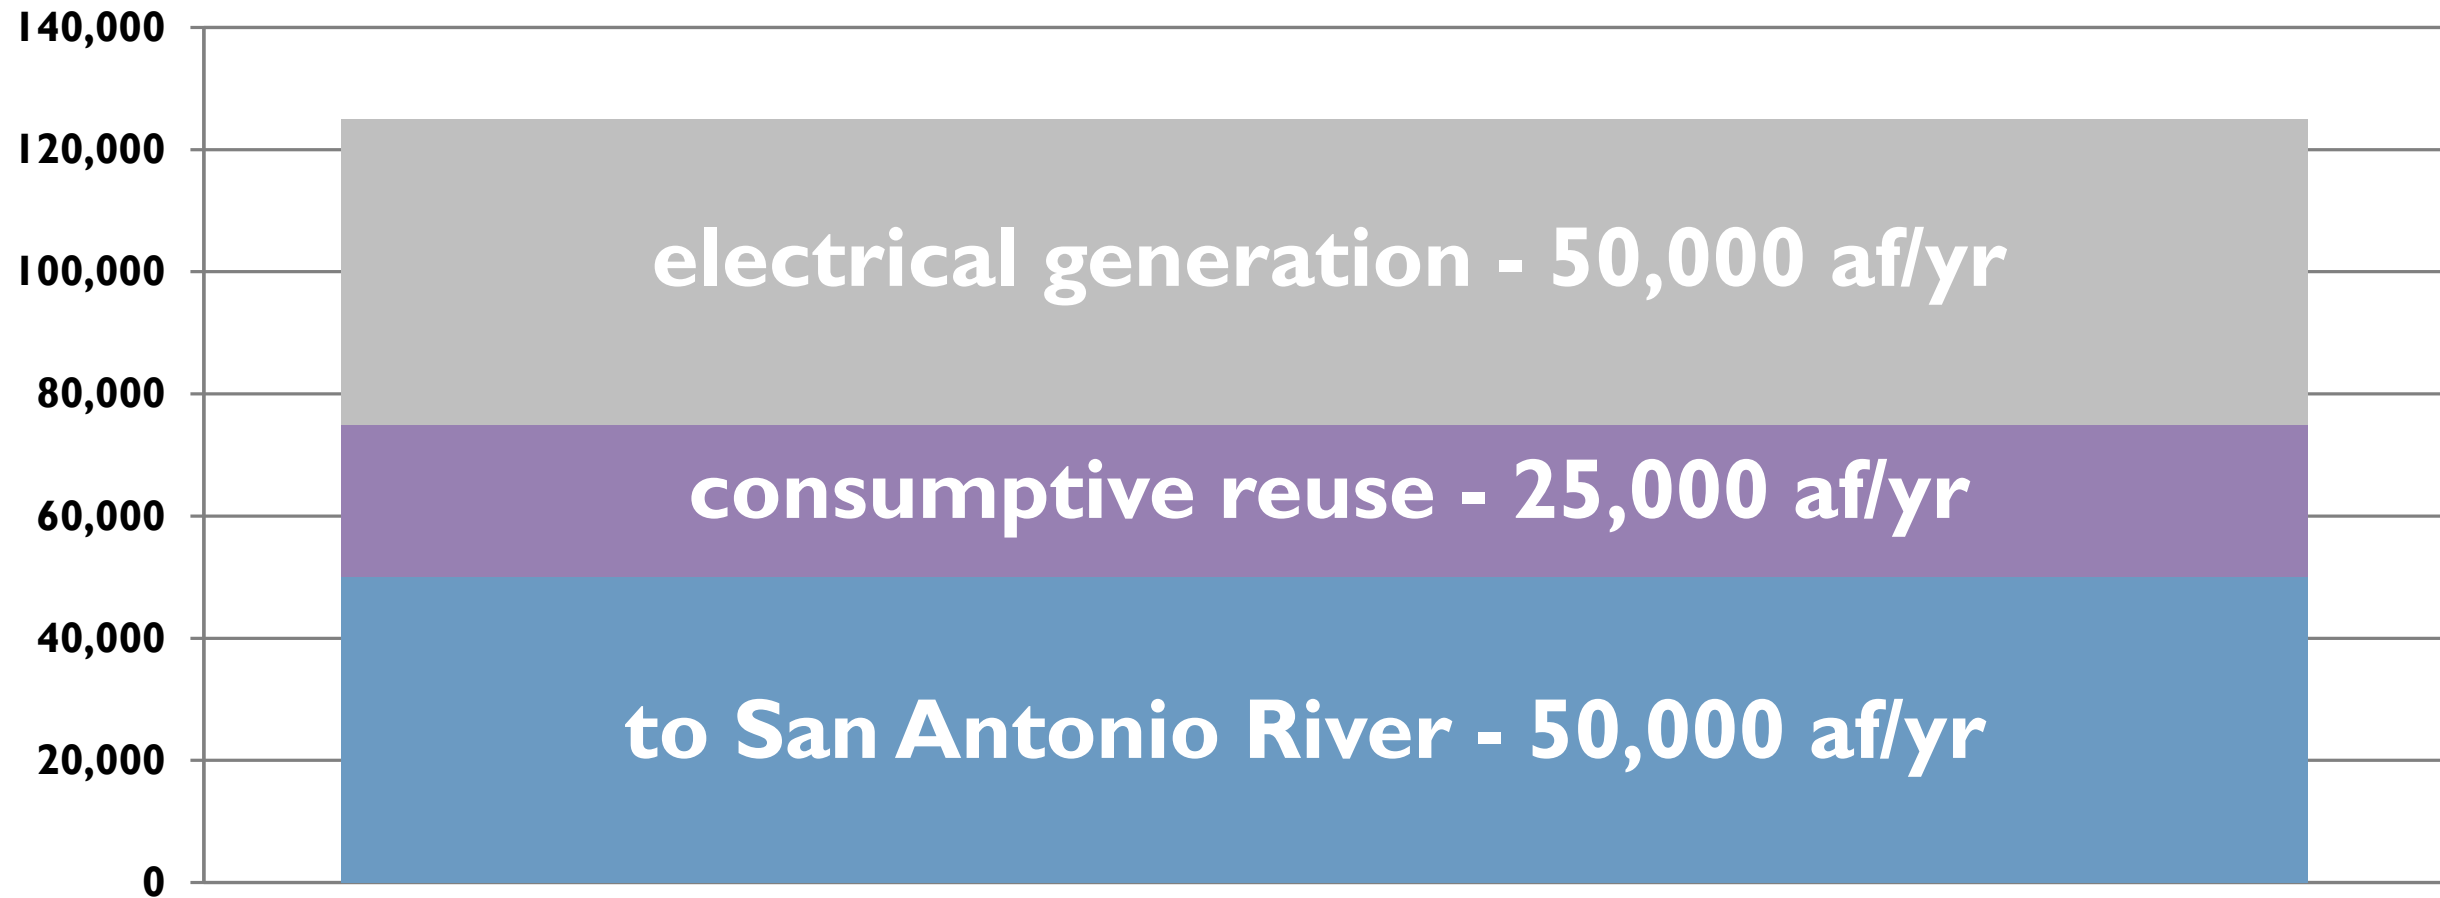 140,000
120,000
electrical generation - 50,000 af/yr
100,000
80,000
consumptive reuse - 25,000 af/yr
60,000
40,000
to San Antonio River - 50,000 af/yr
20,000
0